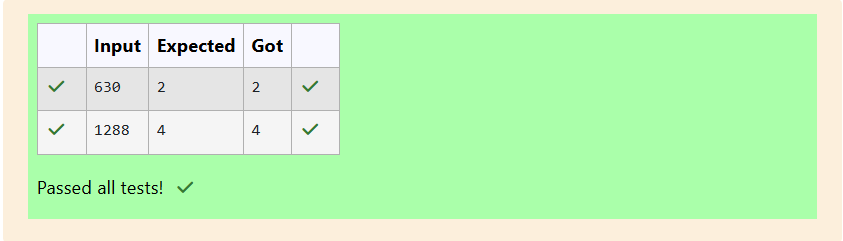 Input Expected Got
630 2 2
1288 4 4
Passed all tests!